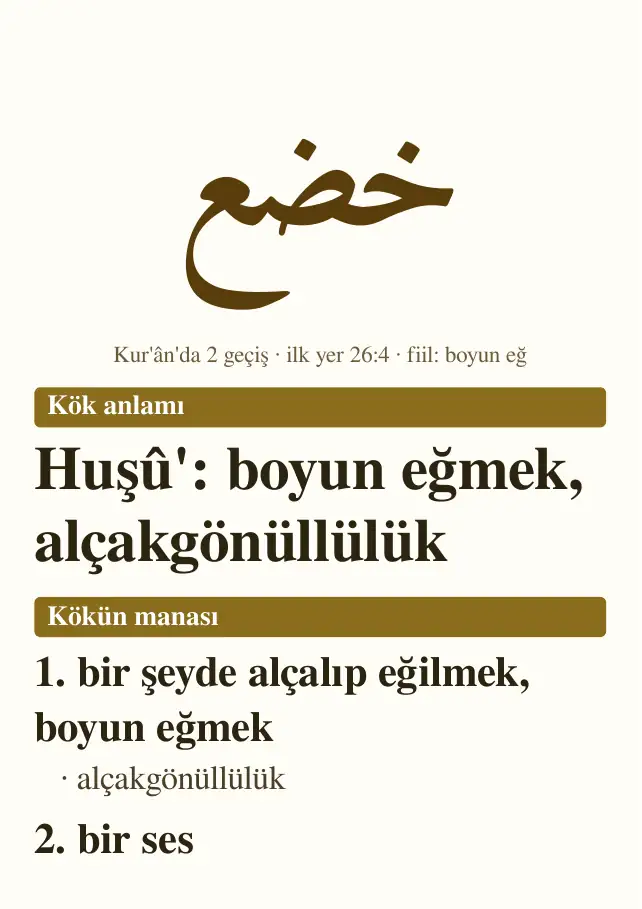 خضع
Kur'ân'da 2 geçiş · ilk yer 26:4 · fiil: boyun eğ
Kök anlamı
Huşû': boyun eğmek,
alçakgönüllülük
Kökün manası
1. bir şeyde alçalıp eğilmek,
boyun eğmek
· alçakgönüllülük
2. bir ses